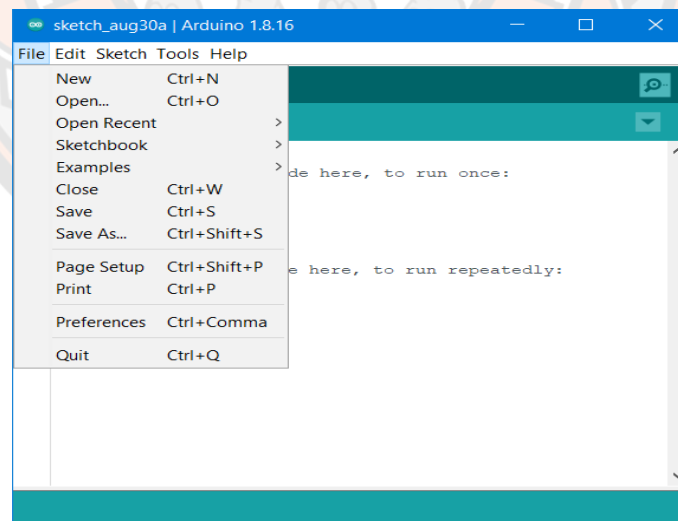 sketch_aug30a | Arduino 1.8.16
File Edit Sketch Tools Help
New Ctrl+N
Open... Ctrl+O
Open Recent >
Sketchbook >
Examples >
de here, to run once:
Close Ctrl+W
Save Ctrl+S
Save As... Ctrl+Shift+S
Page Setup Ctrl+Shift+P
e here, to run repeatedly:
Print Ctrl+P
Preferences Ctrl+Comma
Quit Ctrl+Q